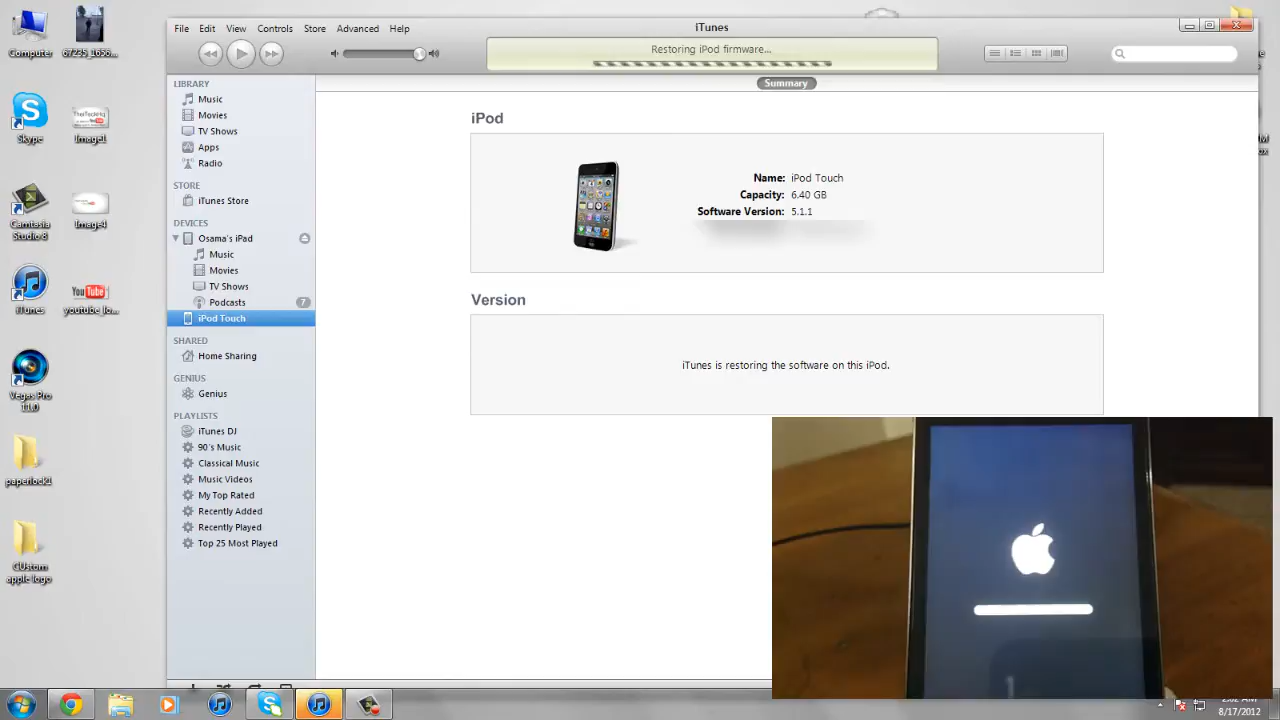 iTunes
File Edit View Controls Store Advanced Help
Restoring iPod firmware...
Summary
LIBRARY
Music
Movies
TV Shows
Apps
Radio
STORE
iTunes Store
DEVICES
Osama's iPad
Music
Movies
TV Shows
Podcasts 7
iPod Touch
SHARED
Home Sharing
GENIUS
Genius
PLAYLISTS
iTunes DJ
90's Music
Classical Music
Music Videos
My Top Rated
Recently Added
Recently Played
Top 25 Most Played
iPod
Name: iPod Touch
Capacity: 6.40 GB
Software Version: 5.1.1
Version
iTunes is restoring the software on this iPod.
Computer
Skype
Image1
Camtasia
Studio 8
Image4
iTunes
You Tube
youtube_lo...
Vegas Pro
11.0
paperlock1
CUstom
apple logo
8/17/2012